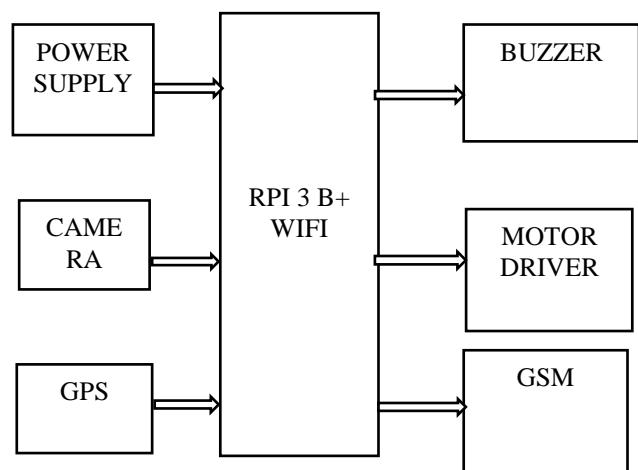 POWER
SUPPLY
BUZZER
RPI 3 B+
WIFI
CAME
RA
MOTOR
DRIVER
GPS
GSM